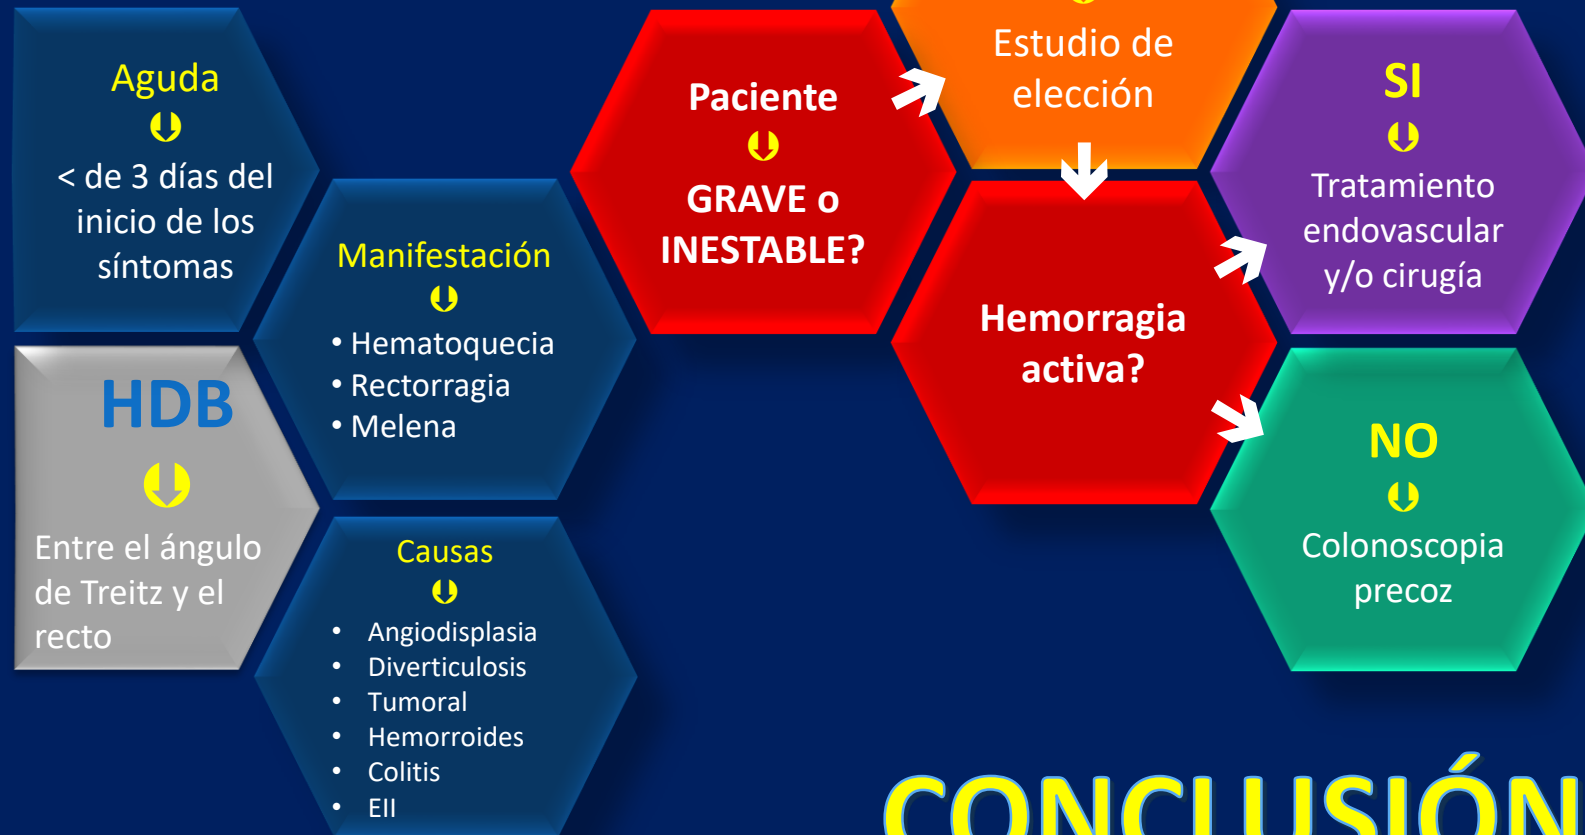 Aguda
< de 3 días del
inicio de los
síntomas
HDB
Entre el ángulo
de Treitz y el
recto
Manifestación
• Hematoquecia
• Rectorragia
• Melena
Causas
• Angiodisplasia
• Diverticulosis
• Tumoral
• Hemorroides
• Colitis
• EII
Paciente
GRAVE o
INESTABLE?
Estudio de
elección
Hemorragia
activa?
SI
Tratamiento
endovascular
y/o cirugía
NO
Colonoscopia
precoz
CONCLUSIÓN